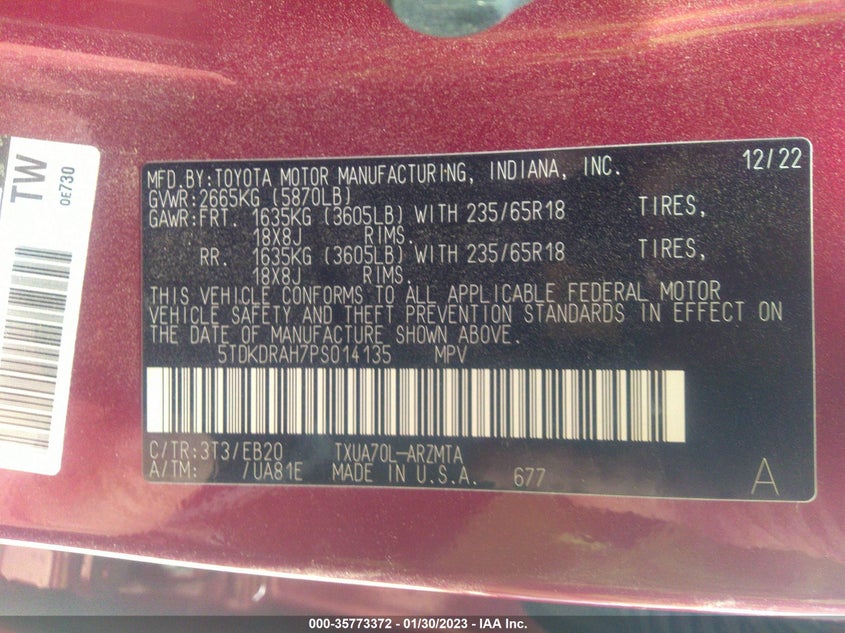 TW
0E730
MFD.BY:TOYOTA MOTOR MANUFACTURING, INDIANA, INC. 12/22
GVWR:2665KG (5870LB)
GAWR:FRT. 1635KG (3605LB) WITH 235/65R18 TIRES,
18X8J RIMS.
RR. 1635KG (3605LB) WITH 235/65R18 TIRES,
18X8J RIMS.
THIS VEHICLE CONFORMS TO ALL APPLICABLE FEDERAL MOTOR
VEHICLE SAFETY AND THEFT PREVENTION STANDARDS IN EFFECT ON
THE DATE OF MANUFACTURE SHOWN ABOVE.
5TDKDRAH7PS014135 MPV
C/TR:3T3/EB20 TXUA70L-ARZMTA
A/TM: /UA81E MADE IN U.S.A. 677 A
000-35773372 / 01/30/2023 - IAA Inc.